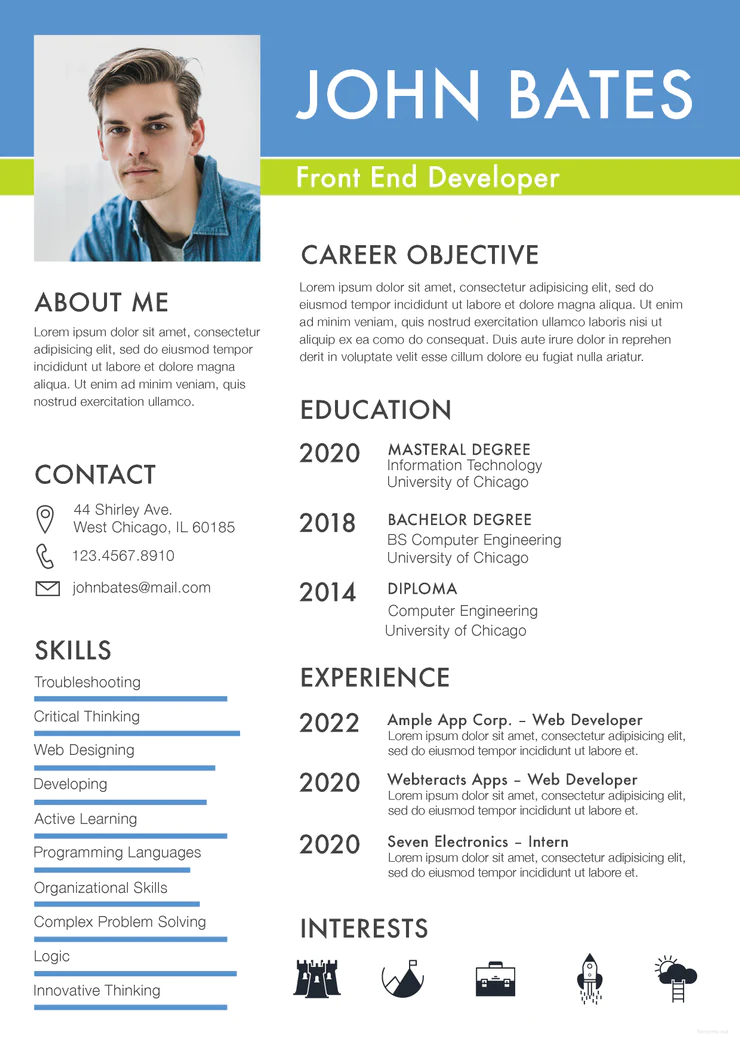 JOHN BATES
Front End Developer
ABOUT ME
Lorem ipsum dolor sit amet, consectetur
adipisicing elit, sed do eiusmod tempor
incididunt ut labore et dolore magna
aliqua. Ut enim ad minim veniam, quis
nostrud exercitation ullamco.
CONTACT
44 Shirley Ave.
West Chicago, IL 60185
123.4567.8910
johnbates@mail.com
SKILLS
Troubleshooting
Critical Thinking
Web Designing
Developing
Active Learning
Programming Languages
Organizational Skills
Complex Problem Solving
Logic
Innovative Thinking
CAREER OBJECTIVE
Lorem ipsum dolor sit amet, consectetur adipisicing elit, sed do
eiusmod tempor incididunt ut labore et dolore magna aliqua. Ut enim
ad minim veniam, quis nostrud exercitation ullamco laboris nisi ut
aliquip ex ea como do consequat. Duis aute irure dolor in reprehen
derit in voluptate velit esse cillum dolore eu fugiat nulla ariatur.
EDUCATION
2020 MASTERAL DEGREE
Information Technology
University of Chicago
2018 BACHELOR DEGREE
BS Computer Engineering
University of Chicago
2014 DIPLOMA
Computer Engineering
University of Chicago
EXPERIENCE
2022 Ample App Corp. – Web Developer
Lorem ipsum dolor sit amet, consectetur adipisicing elit,
sed do eiusmod tempor incididunt ut labore et.
2020 Webteracts Apps – Web Developer
Lorem ipsum dolor sit amet, consectetur adipisicing elit,
sed do eiusmod tempor incididunt ut labore et.
2020 Seven Electronics – Intern
Lorem ipsum dolor sit amet, consectetur adipisicing elit,
sed do eiusmod tempor incididunt ut labore et.
INTERESTS